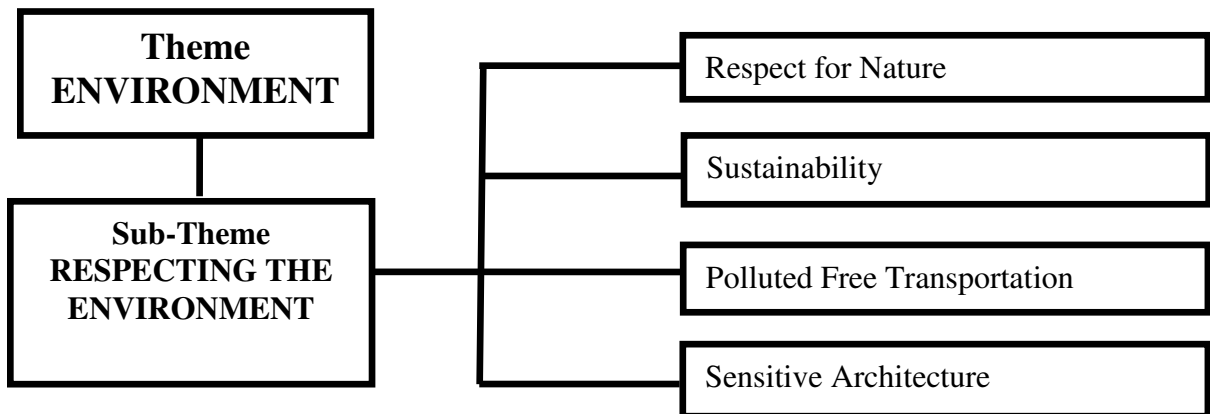 Theme
ENVIRONMENT
Sub-Theme
RESPECTING THE
ENVIRONMENT
Respect for Nature
Sustainability
Polluted Free Transportation
Sensitive Architecture